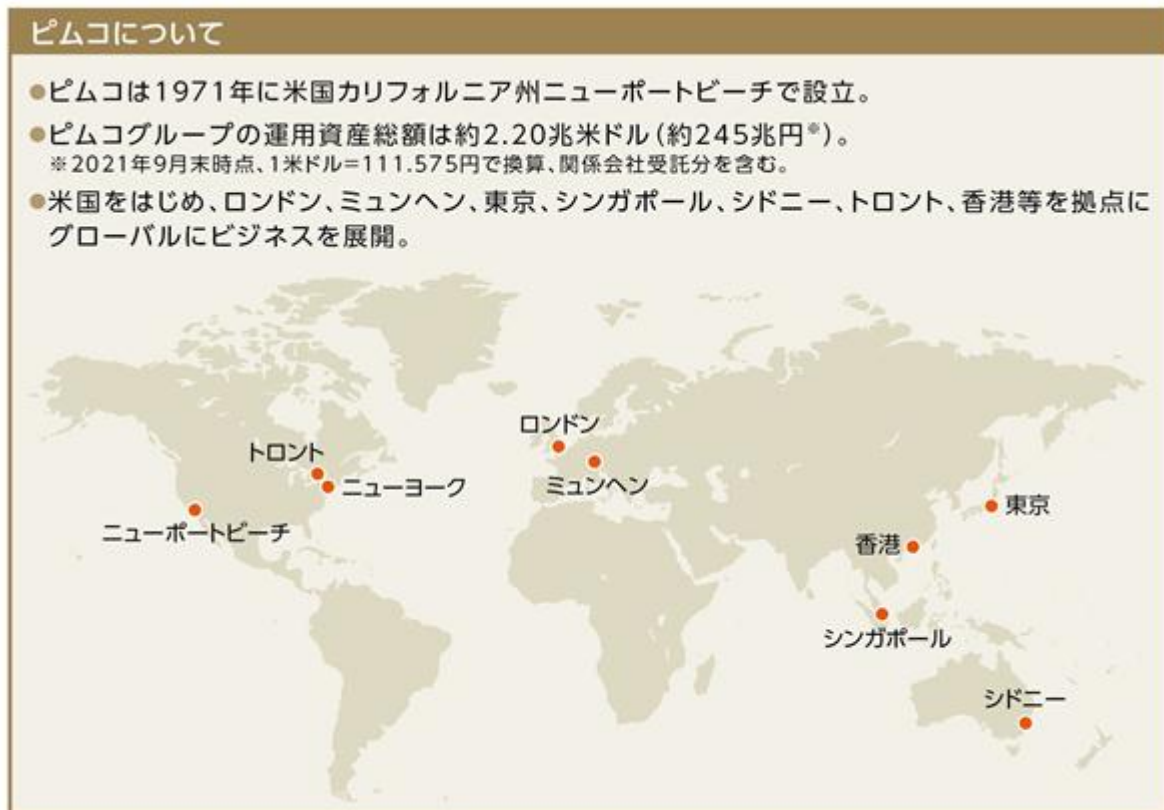 ピムコについて
●ピムコは1971年に米国カリフォルニア州ニューポートビーチで設立。
●ピムコグループの運用資産総額は約2.20兆米ドル(約245兆円※)。
※2021年9月末時点、1米ドル=111.575円で換算、関係会社受託分を含む。
●米国をはじめ、ロンドン、ミュンヘン、東京、シンガポール、シドニー、トロント、香港等を拠点に
グローバルにビジネスを展開。
ロンドン
トロント
ミュンヘン
ニューヨーク
東京
ニューポートビーチ
香港
シンガポール
シドニー